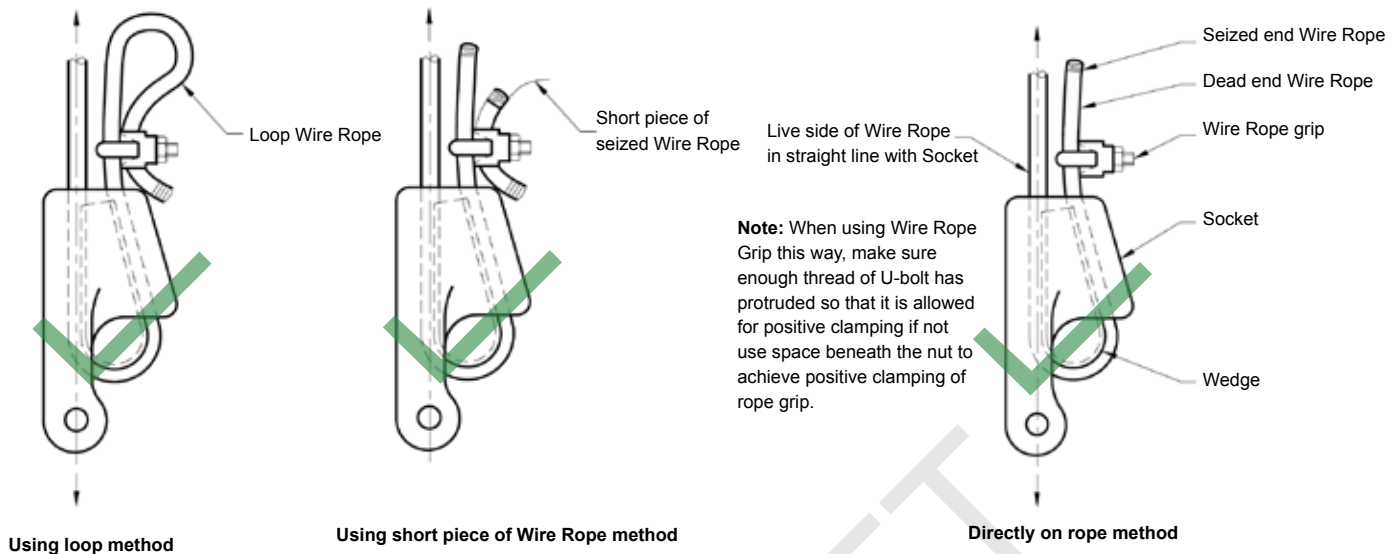 Loop Wire Rope
Using loop method
Short piece of
seized Wire Rope
Using short piece of Wire Rope method
Live side of Wire Rope
in straight line with Socket
Note: When using Wire Rope
Grip this way, make sure
enough thread of U-bolt has
protruded so that it is allowed
for positive clamping if not
use space beneath the nut to
achieve positive clamping of
rope grip.
Seized end Wire Rope
Dead end Wire Rope
Wire Rope grip
Socket
Wedge
Directly on rope method